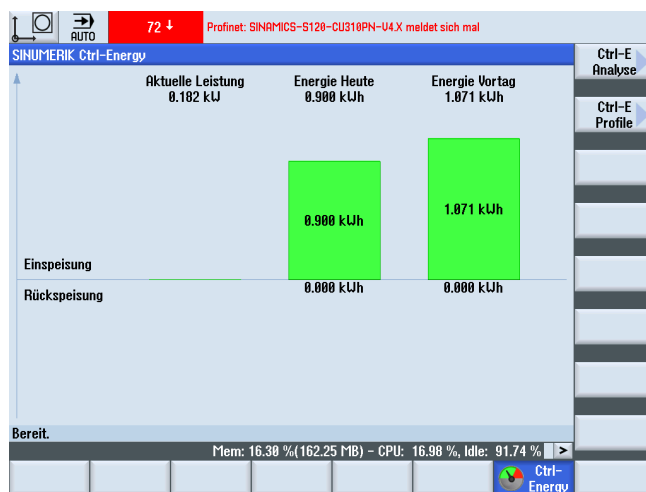 AUTO
72
Profinet: SINAMICS-S120-CU310PN-V4.X meldet sich mal
SINUMERIK Ctrl-Energy
Ctrl-E
Analyse
Ctrl-E
Profile
Aktuelle Leistung
0.182 kW
Energie Heute
0.900 kWh
Energie Vortag
1.071 kWh
0.900 kWh
1.071 kWh
Einspeisung
Rückspeisung
0.000 kWh
0.000 kWh
Bereit.
Mem: 16.30 %(162.25 MB) - CPU: 16.98 %, Idle: 91.74 %
>
Ctrl-
Energy